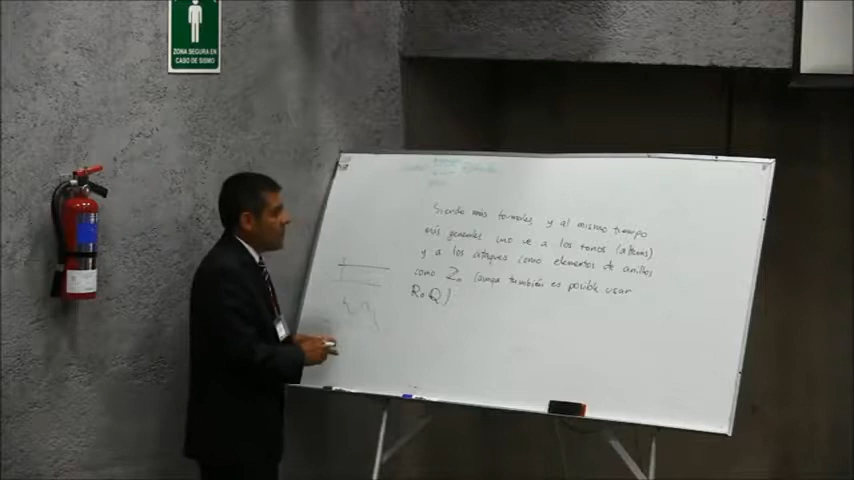 ZONA SEGURA EN
CASO DE SISMO
Siendo más formales, y al mismo tiempo
más generales uno ve a los tonos (alturas)
y a los ataques como elementos de anillos
como Zn (aunque también es posible usar
R o Q)